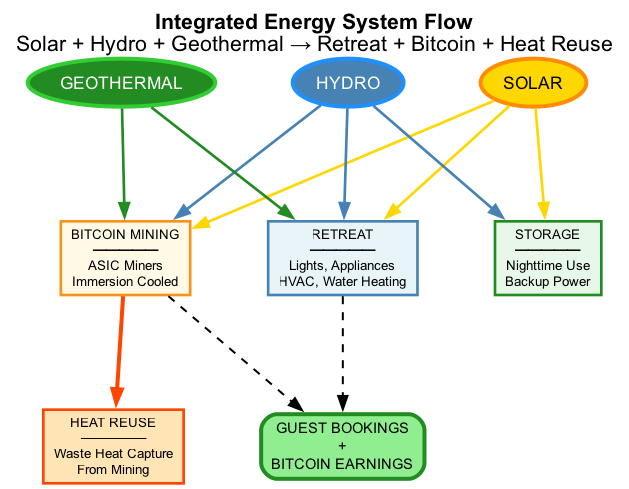 Integrated Energy System Flow
Solar + Hydro + Geothermal → Retreat + Bitcoin + Heat Reuse
GEOTHERMAL
HYDRO
SOLAR
BITCOIN MINING
ASIC Miners
Immersion Cooled
RETREAT
Lights, Appliances
HVAC, Water Heating
STORAGE
Nighttime Use
Backup Power
HEAT REUSE
Waste Heat Capture
From Mining
GUEST BOOKINGS
+
BITCOIN EARNINGS